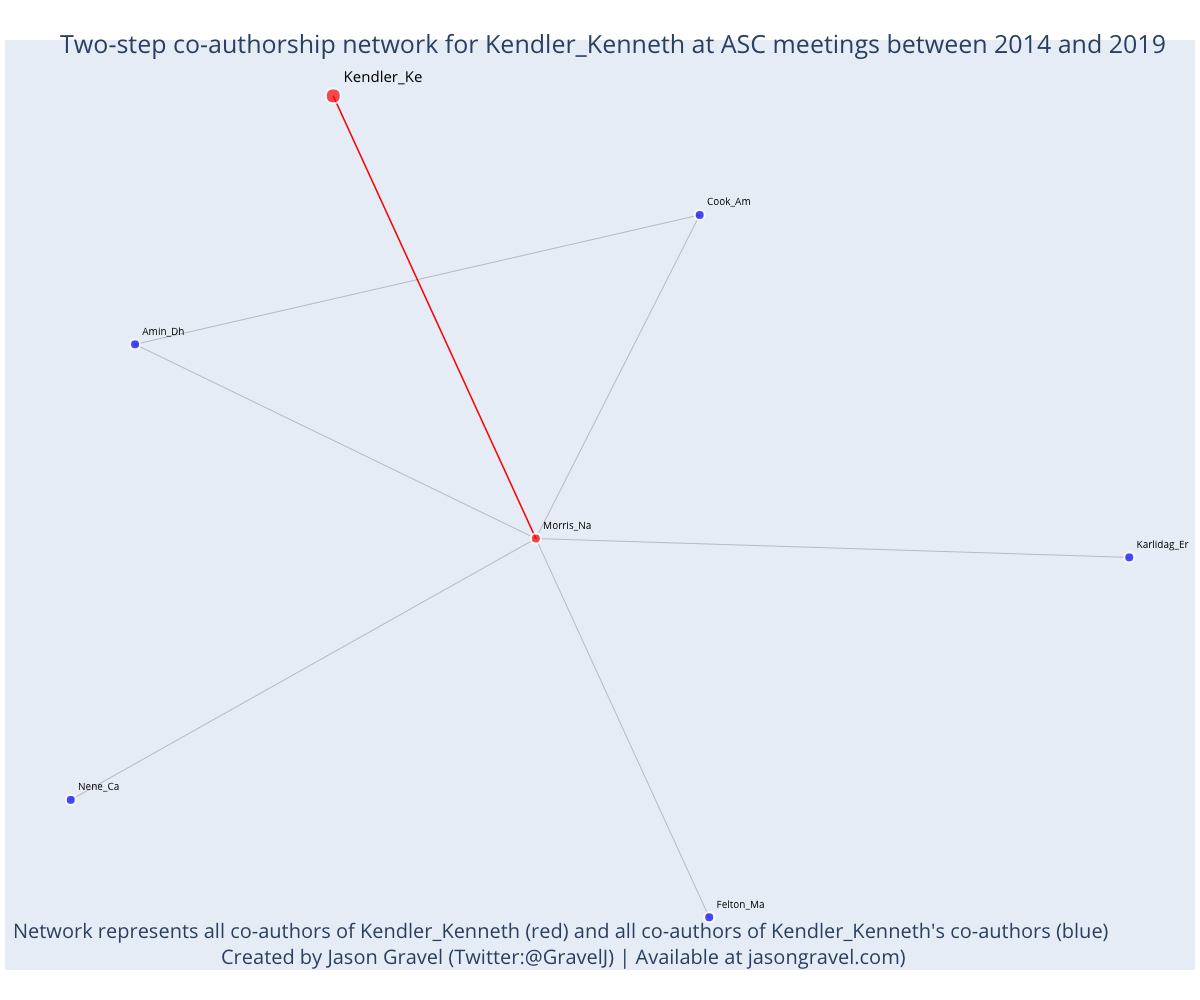 Two-step co-authorship network for Kendler_Kenneth at ASC meetings between 2014 and 2019
Kendler_Ke
Cook_Am
Amin_Dh
Morris_Na
Karlidag_Er
Nene_Ca
Felton_Ma
Network represents all co-authors of Kendler_Kenneth (red) and all co-authors of Kendler_Kenneth's co-authors (blue)
Created by Jason Gravel (Twitter:@GravelJ) | Available at jasongravel.com)